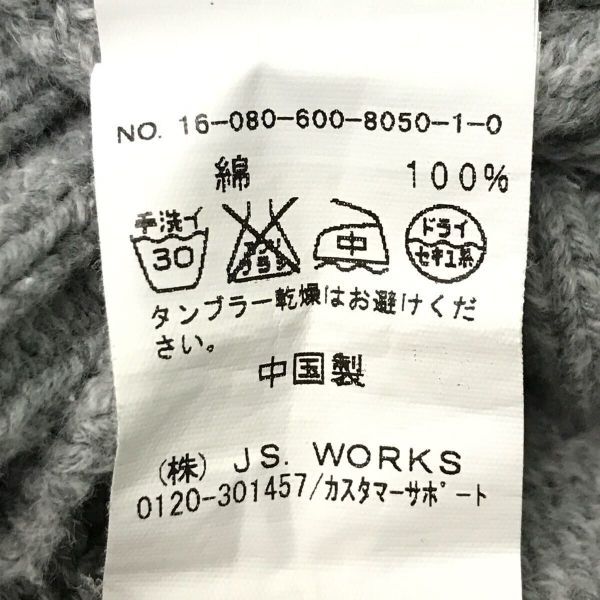 NO. 16-080-600-8050-1-0
綿 100%
手洗イ
30
中
ドライ
セキユ系
タンブラー乾燥はお避けくだ
さい。
中国製
(株) JS. WORKS
0120-301457/カスタマーサポート